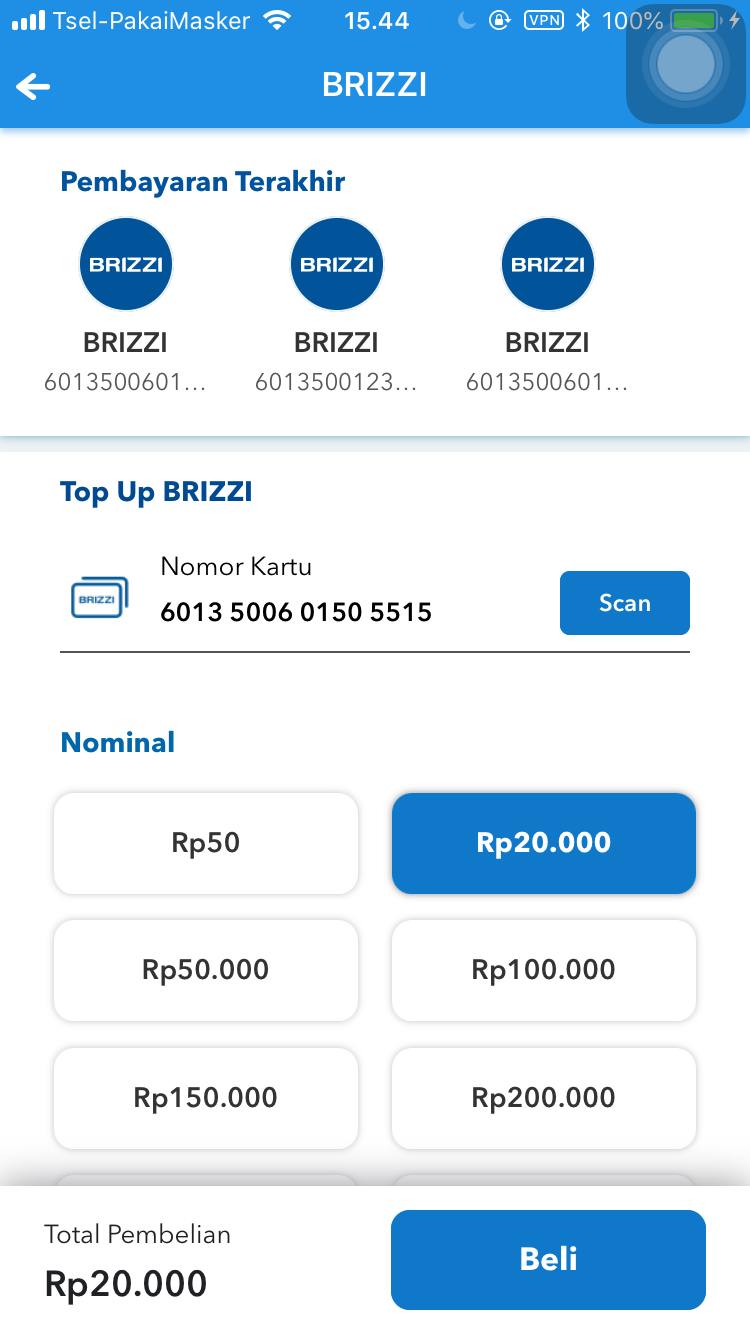 Tsel-PakaiMasker 15.44 VPN 100%
BRIZZI
Pembayaran Terakhir
BRIZZI BRIZZI BRIZZI
BRIZZI BRIZZI BRIZZI
6013500601... 6013500123... 6013500601...
Top Up BRIZZI
Nomor Kartu
BRIZZI 6013 5006 0150 5515 Scan
Nominal
Rp50 Rp20.000
Rp50.000 Rp100.000
Rp150.000 Rp200.000
Total Pembelian
Rp20.000 Beli